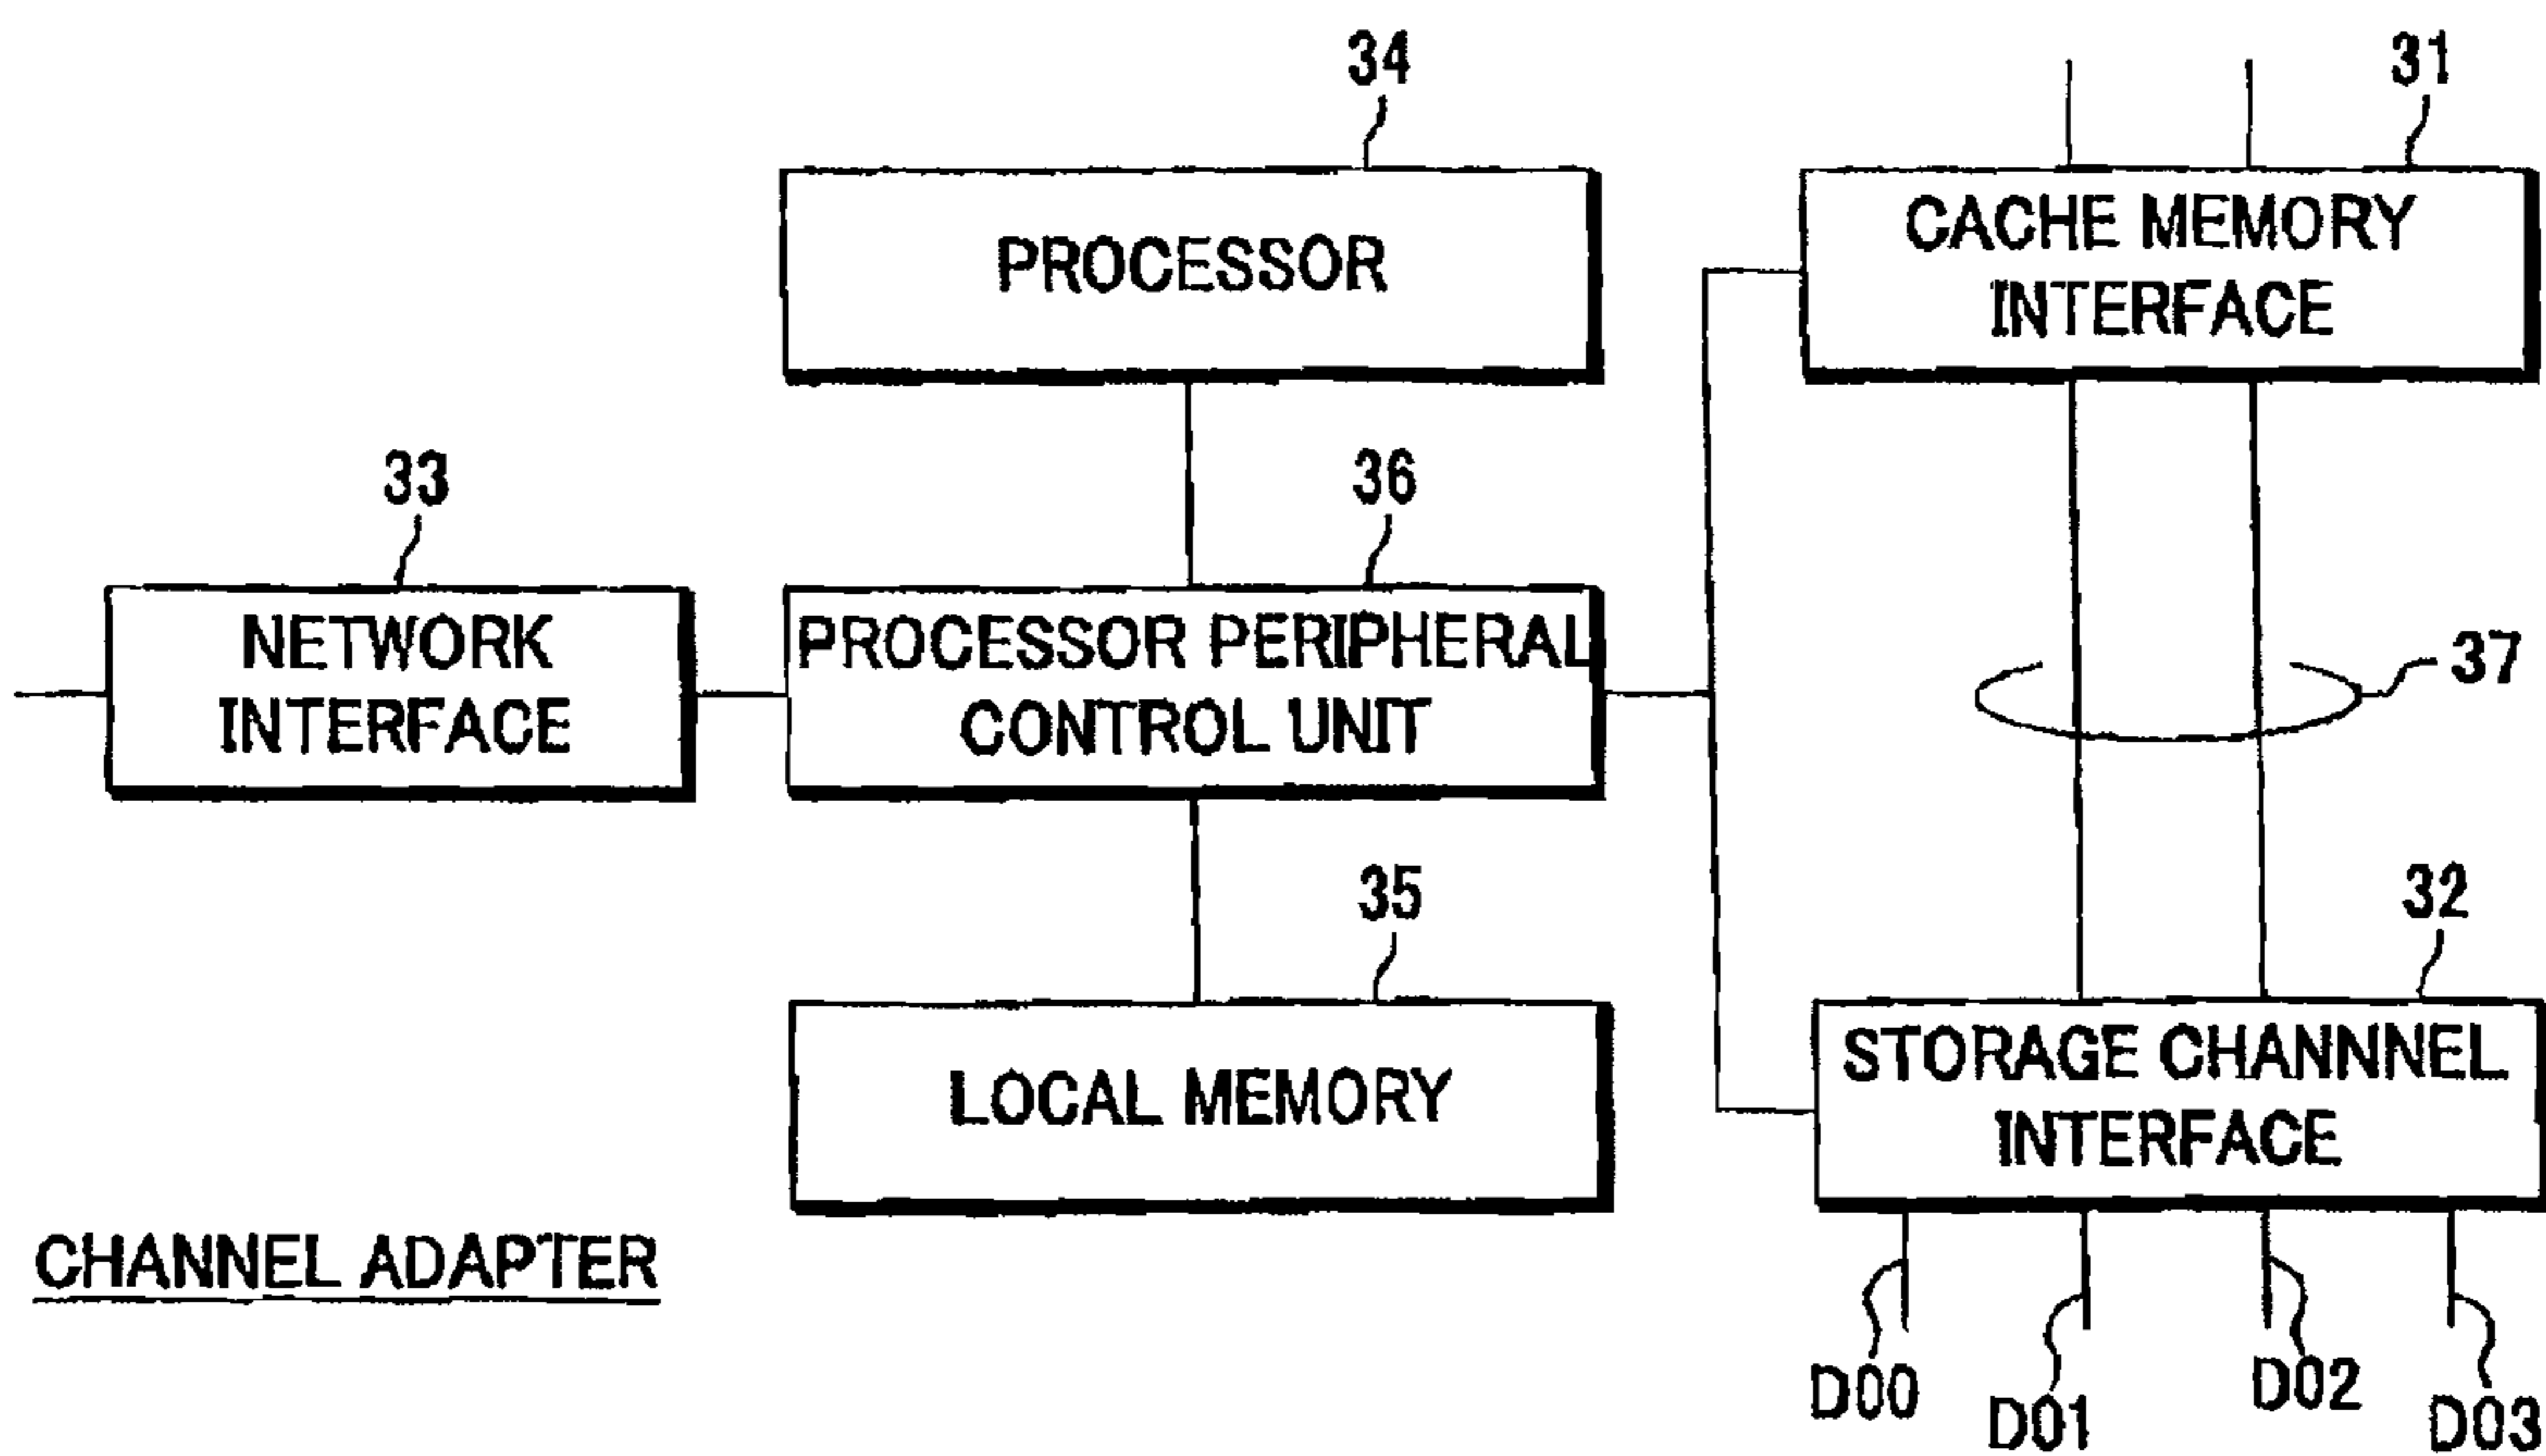 34
31
PROCESSOR
CACHE MEMORY
INTERFACE
33
36
NETWORK
INTERFACE
PROCESSOR PERIPHERAL
CONTROL UNIT
37
35
32
LOCAL MEMORY
STORAGE CHANNNEL
INTERFACE
CHANNEL ADAPTER
D00
D01
D02
D03